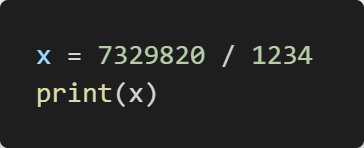 x = 7329820 / 1234
print(x)